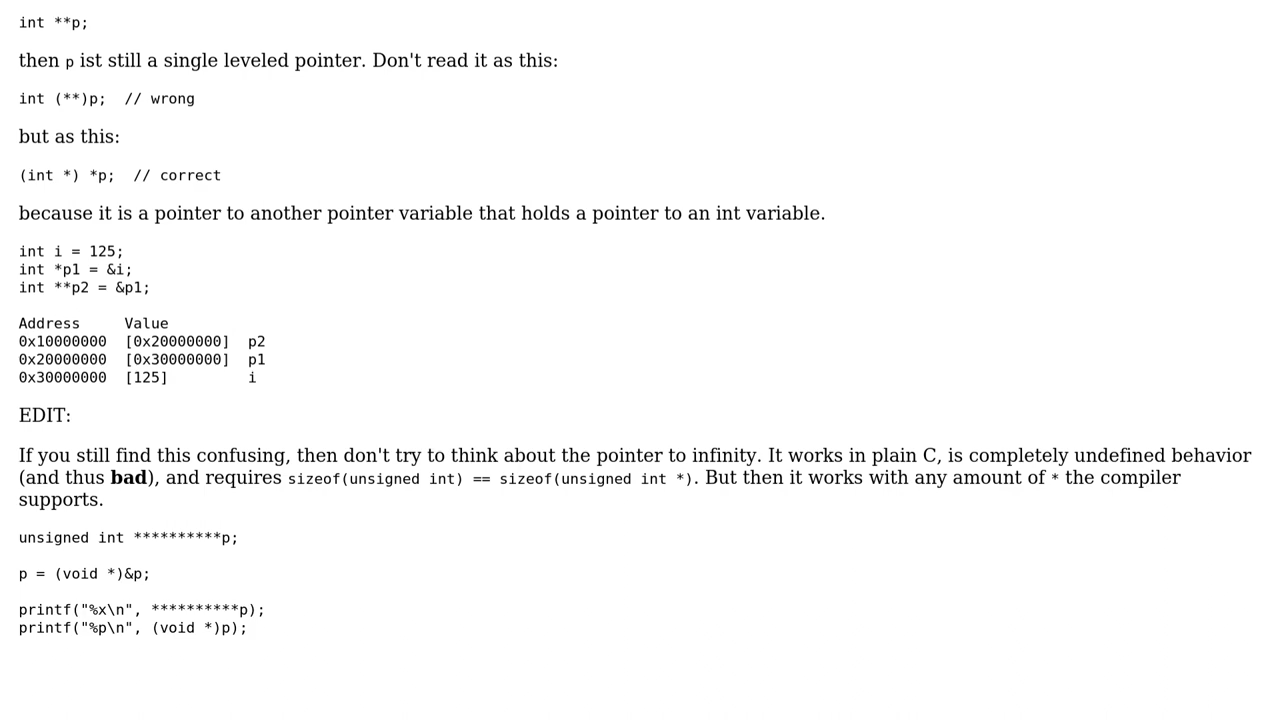 int **p;
then p ist still a single leveled pointer. Don't read it as this:
int (**)p;  // wrong
but as this:
(int *) *p;  // correct
because it is a pointer to another pointer variable that holds a pointer to an int variable.
int i = 125;
int *p1 = &i;
int **p2 = &p1;
Address     Value
0x10000000  [0x20000000]  p2
0x20000000  [0x30000000]  p1
0x30000000  [125]         i
EDIT:
If you still find this confusing, then don't try to think about the pointer to infinity. It works in plain C, is completely undefined behavior
(and thus bad), and requires sizeof(unsigned int) == sizeof(unsigned int *). But then it works with any amount of * the compiler
supports.
unsigned int **********p;
p = (void *)&p;
printf("%x\n", **********p);
printf("%p\n", (void *)p);